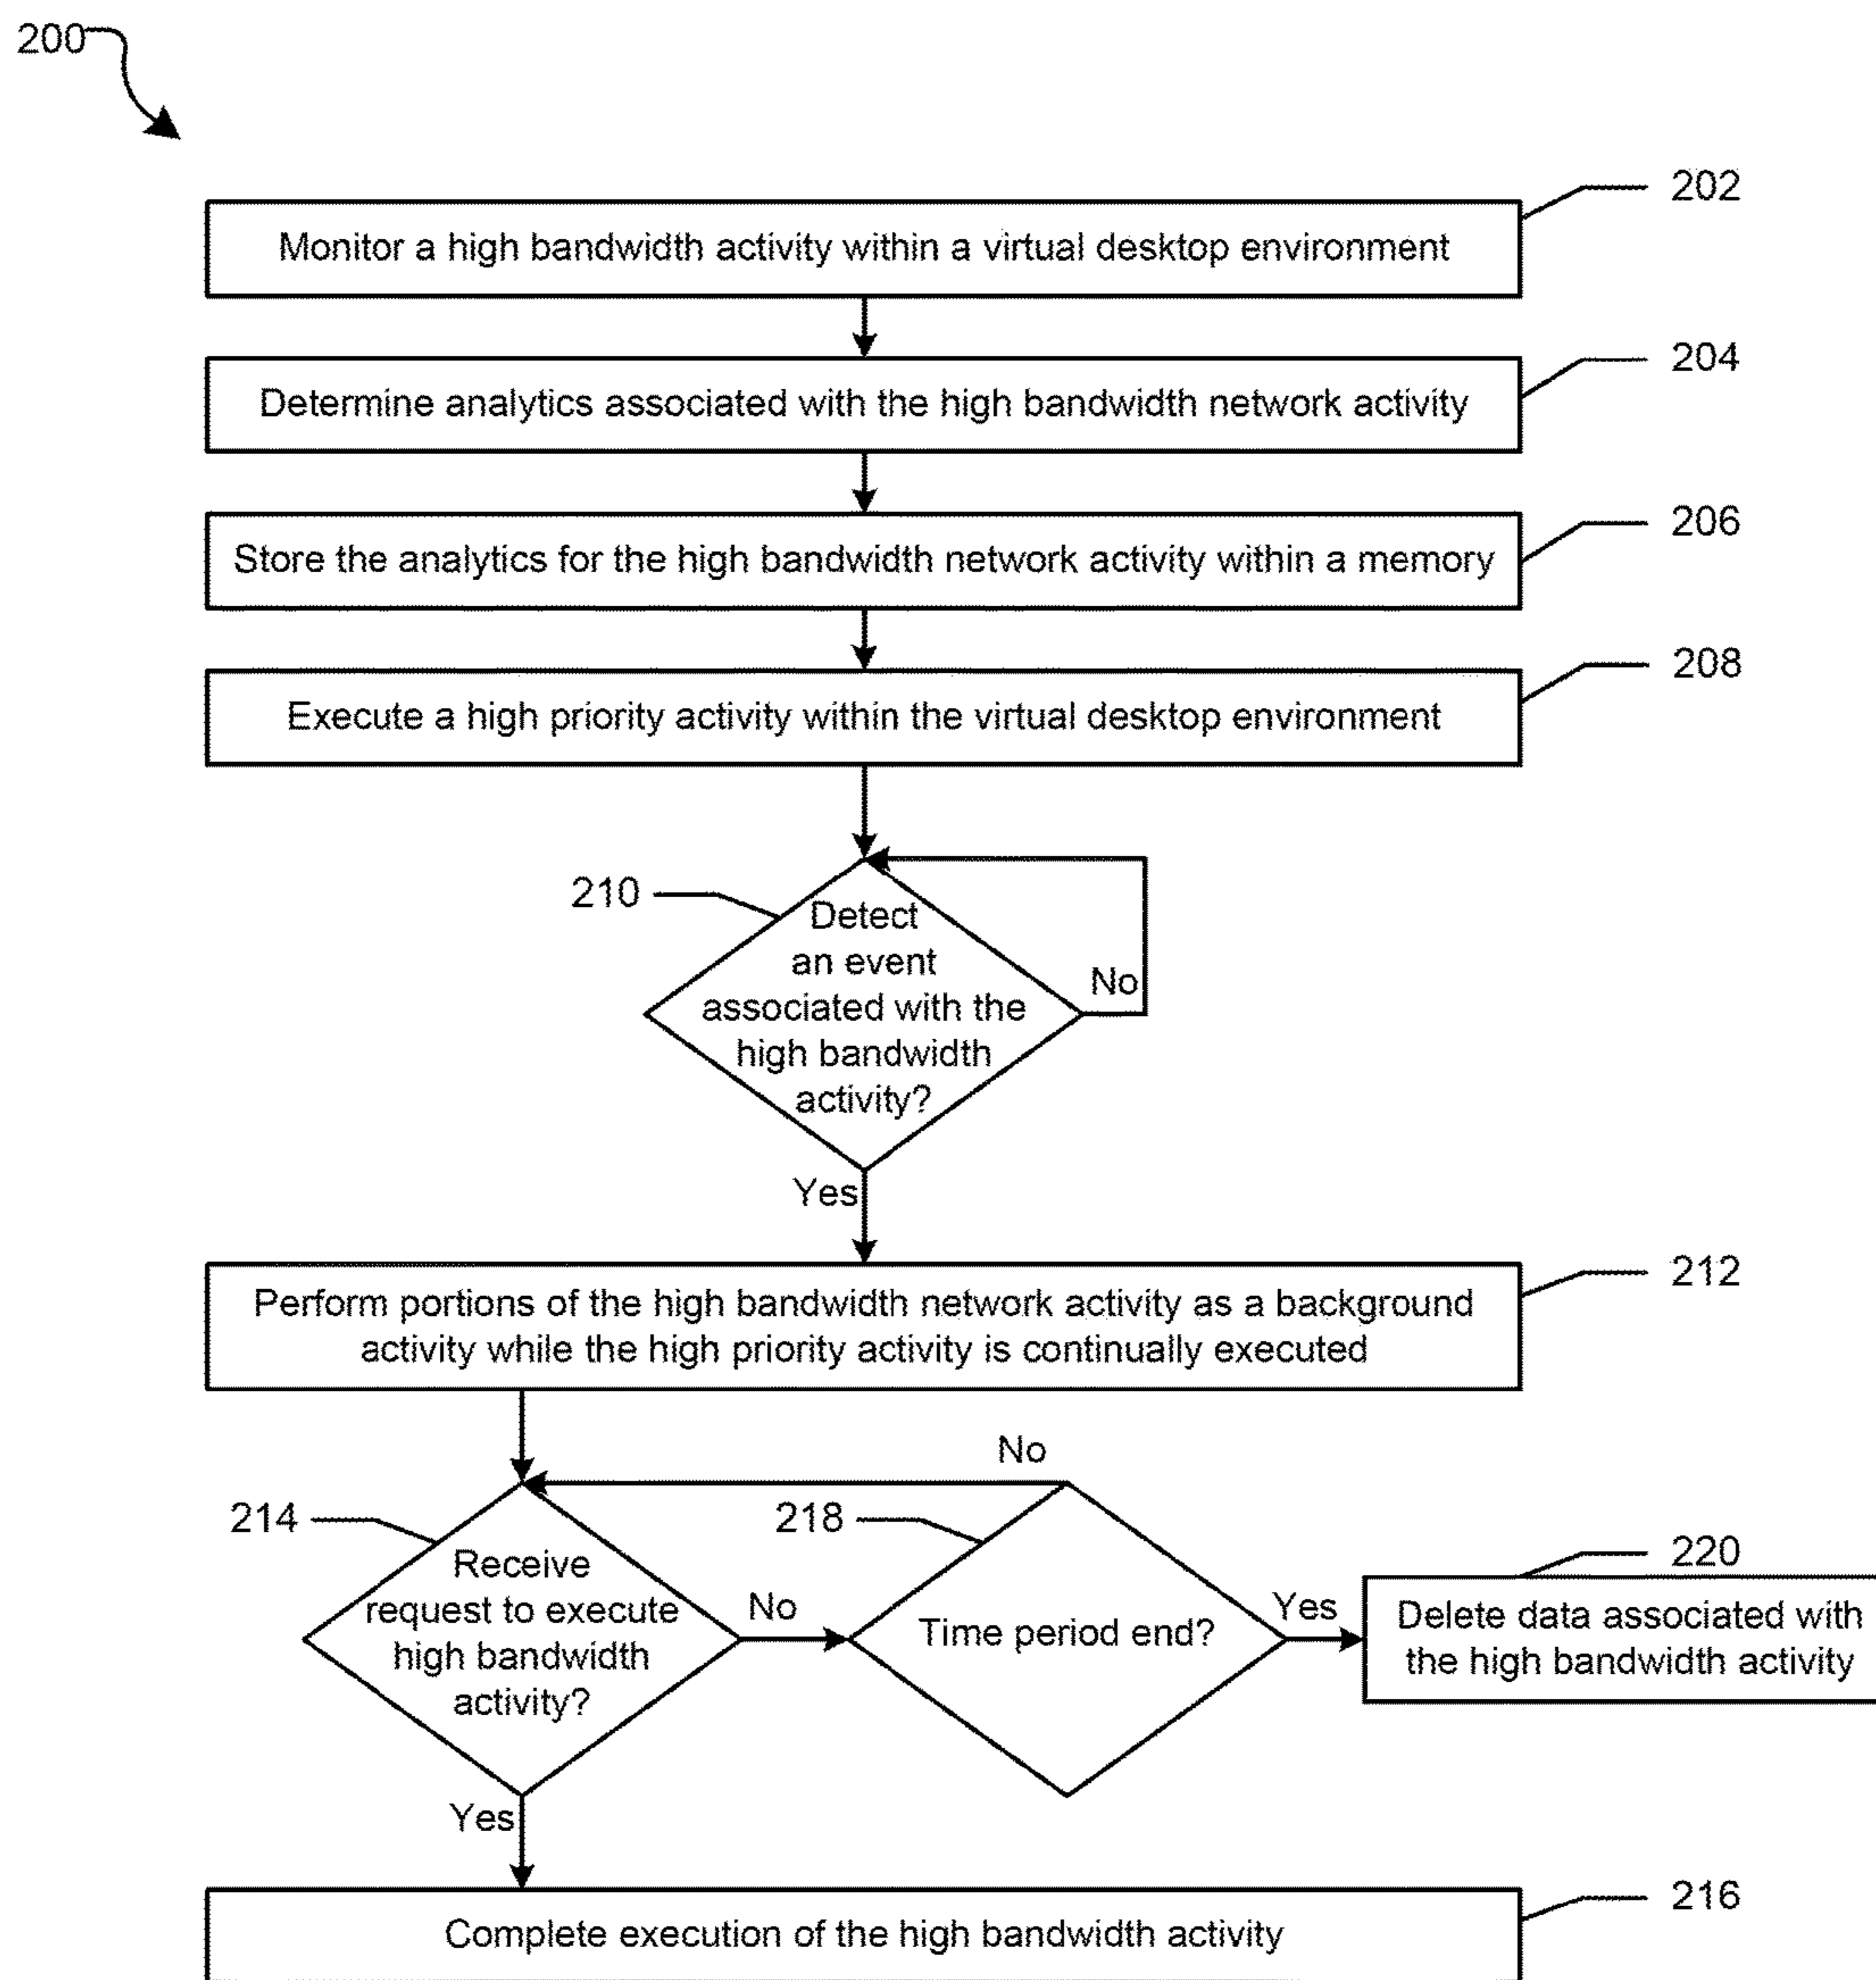 200
202
Monitor a high bandwidth activity within a virtual desktop environment
204
Determine analytics associated with the high bandwidth network activity
206
Store the analytics for the high bandwidth network activity within a memory
208
Execute a high priority activity within the virtual desktop environment
210
Detect
an event
associated with the
high bandwidth
activity?
No
Yes
212
Perform portions of the high bandwidth network activity as a background
activity while the high priority activity is continually executed
No
214
Receive
request to execute
high bandwidth
activity?
No
218
Time period end?
Yes
220
Delete data associated with
the high bandwidth activity
Yes
216
Complete execution of the high bandwidth activity